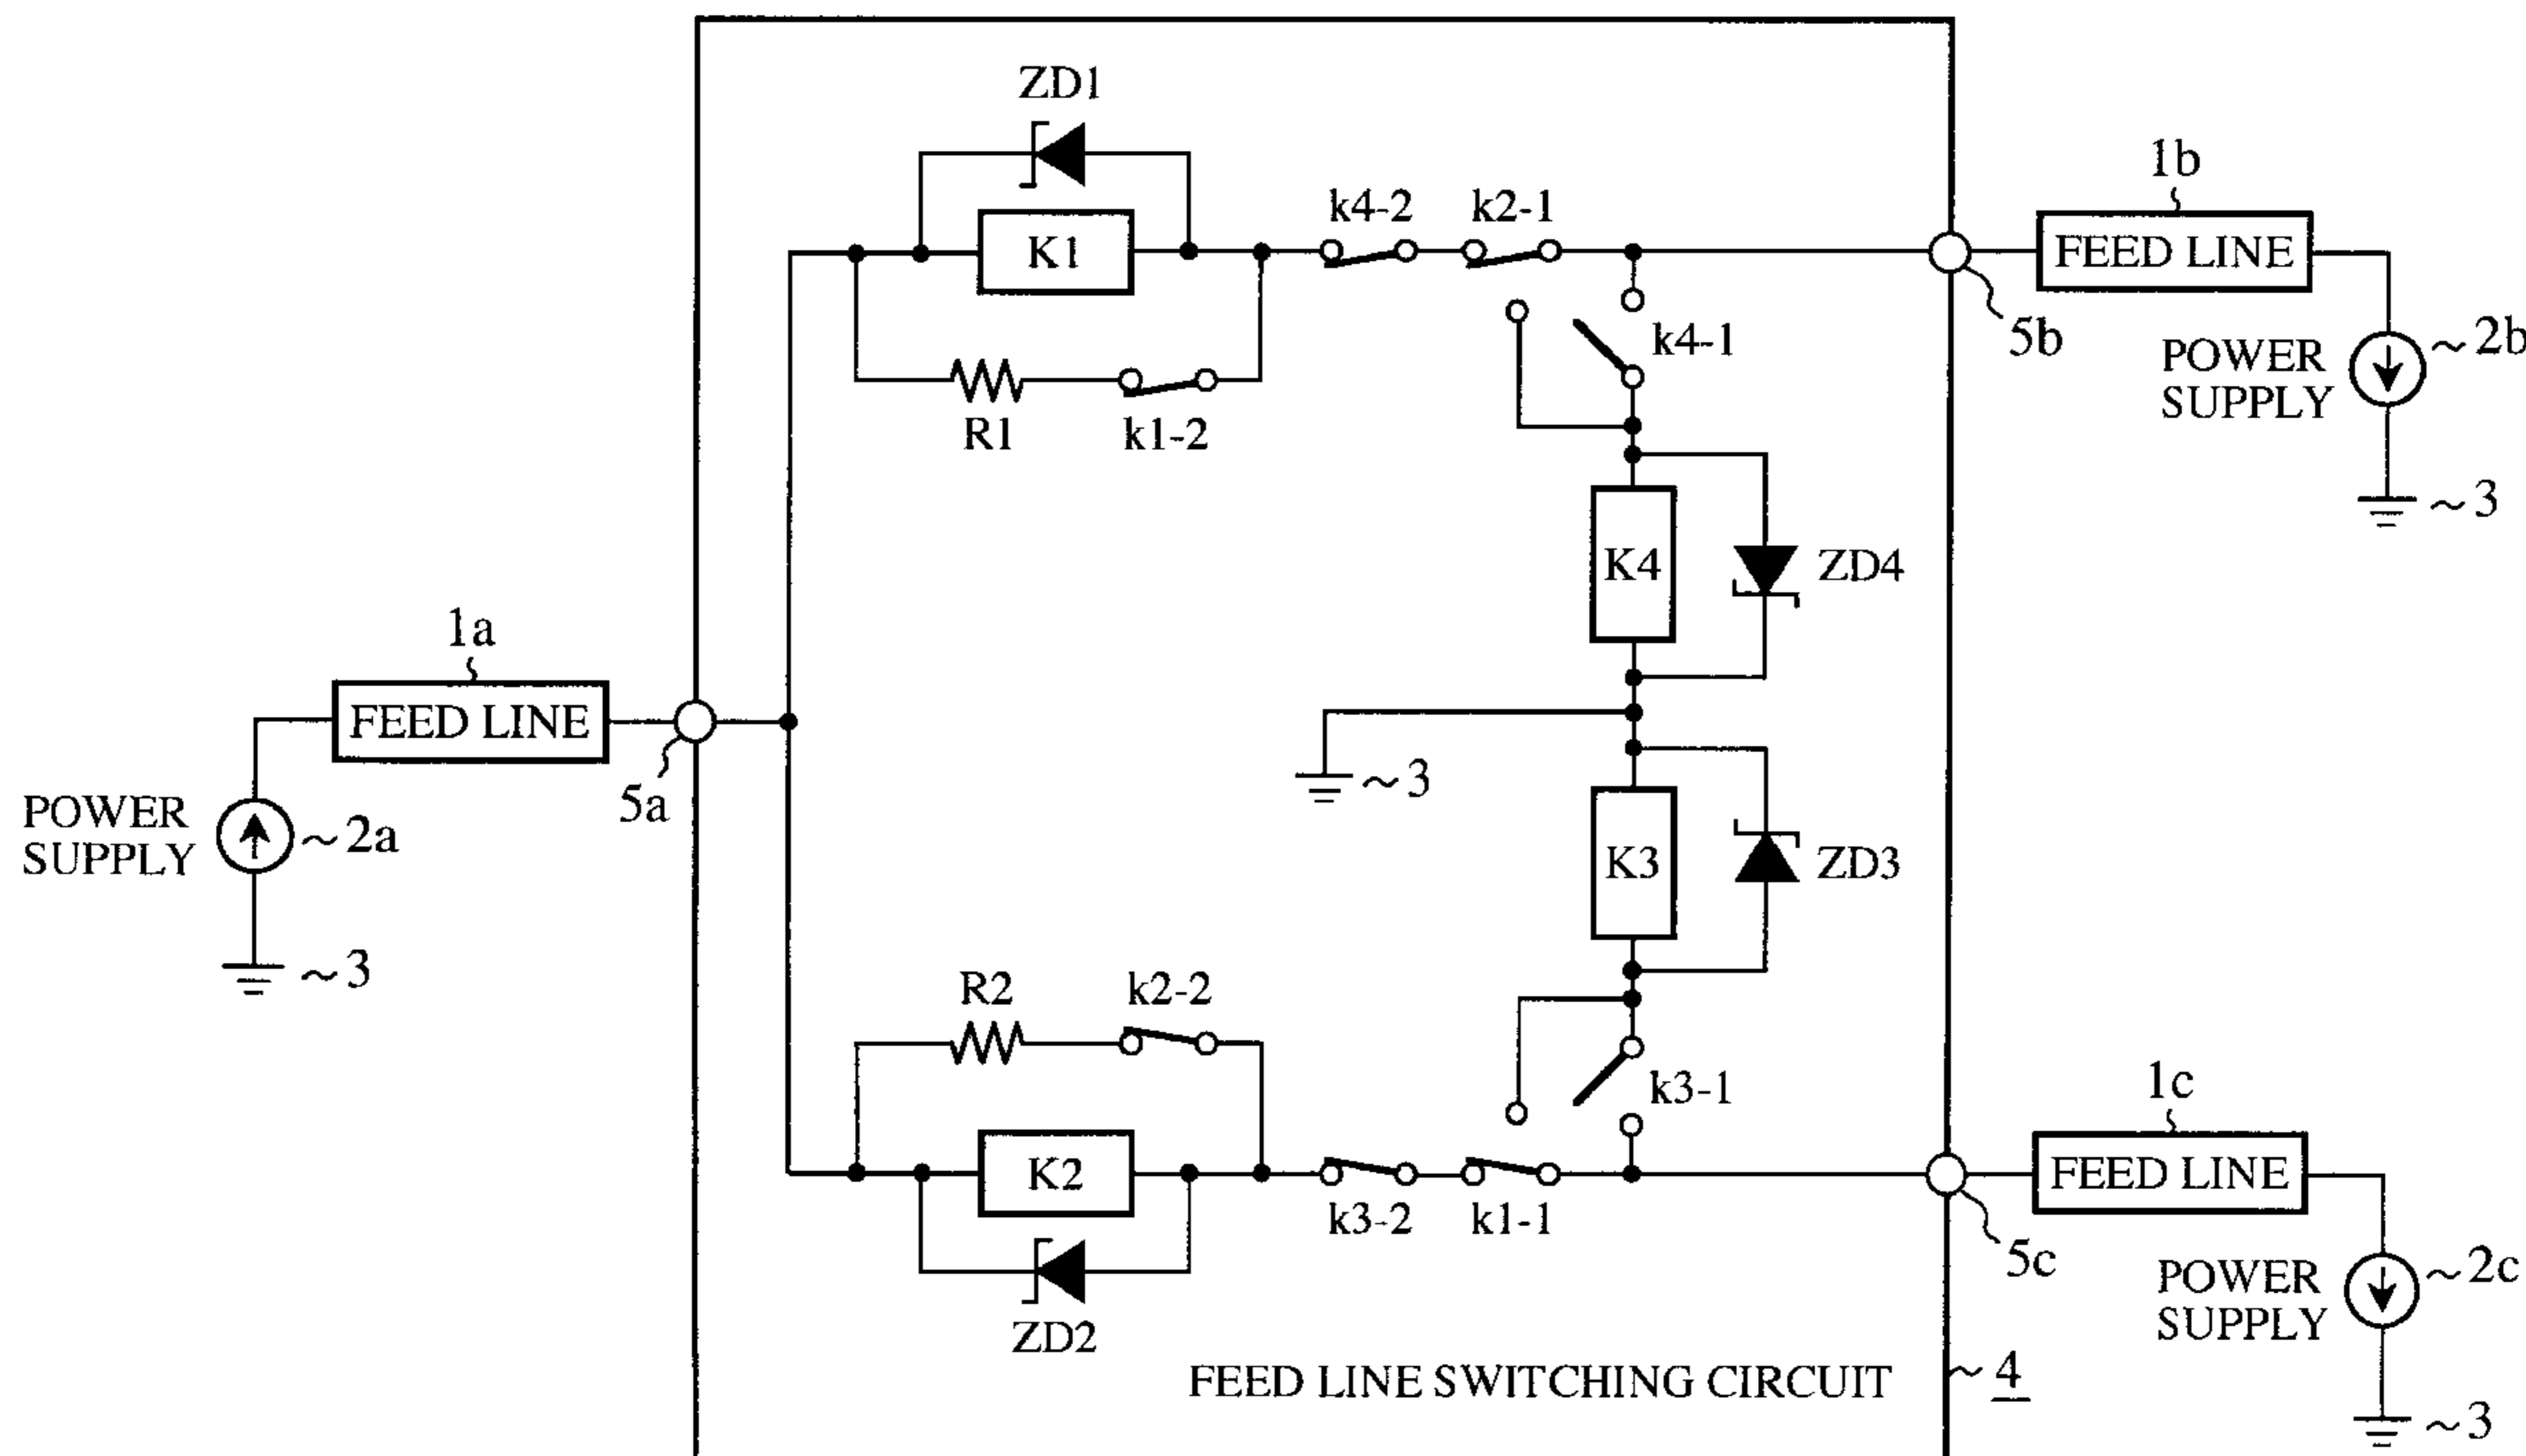 ZD1
K1
k4-2
k2-1
1b
FEED LINE
5b
POWER
SUPPLY
~2b
~3
R1
k1-2
k4-1
K4
ZD4
1a
FEED LINE
5a
POWER
SUPPLY
~2a
~3
~3
K3
ZD3
R2
k2-2
k3-1
K2
k3-2
k1-1
1c
FEED LINE
5c
POWER
SUPPLY
~2c
~3
ZD2
FEED LINE SWITCHING CIRCUIT
~4